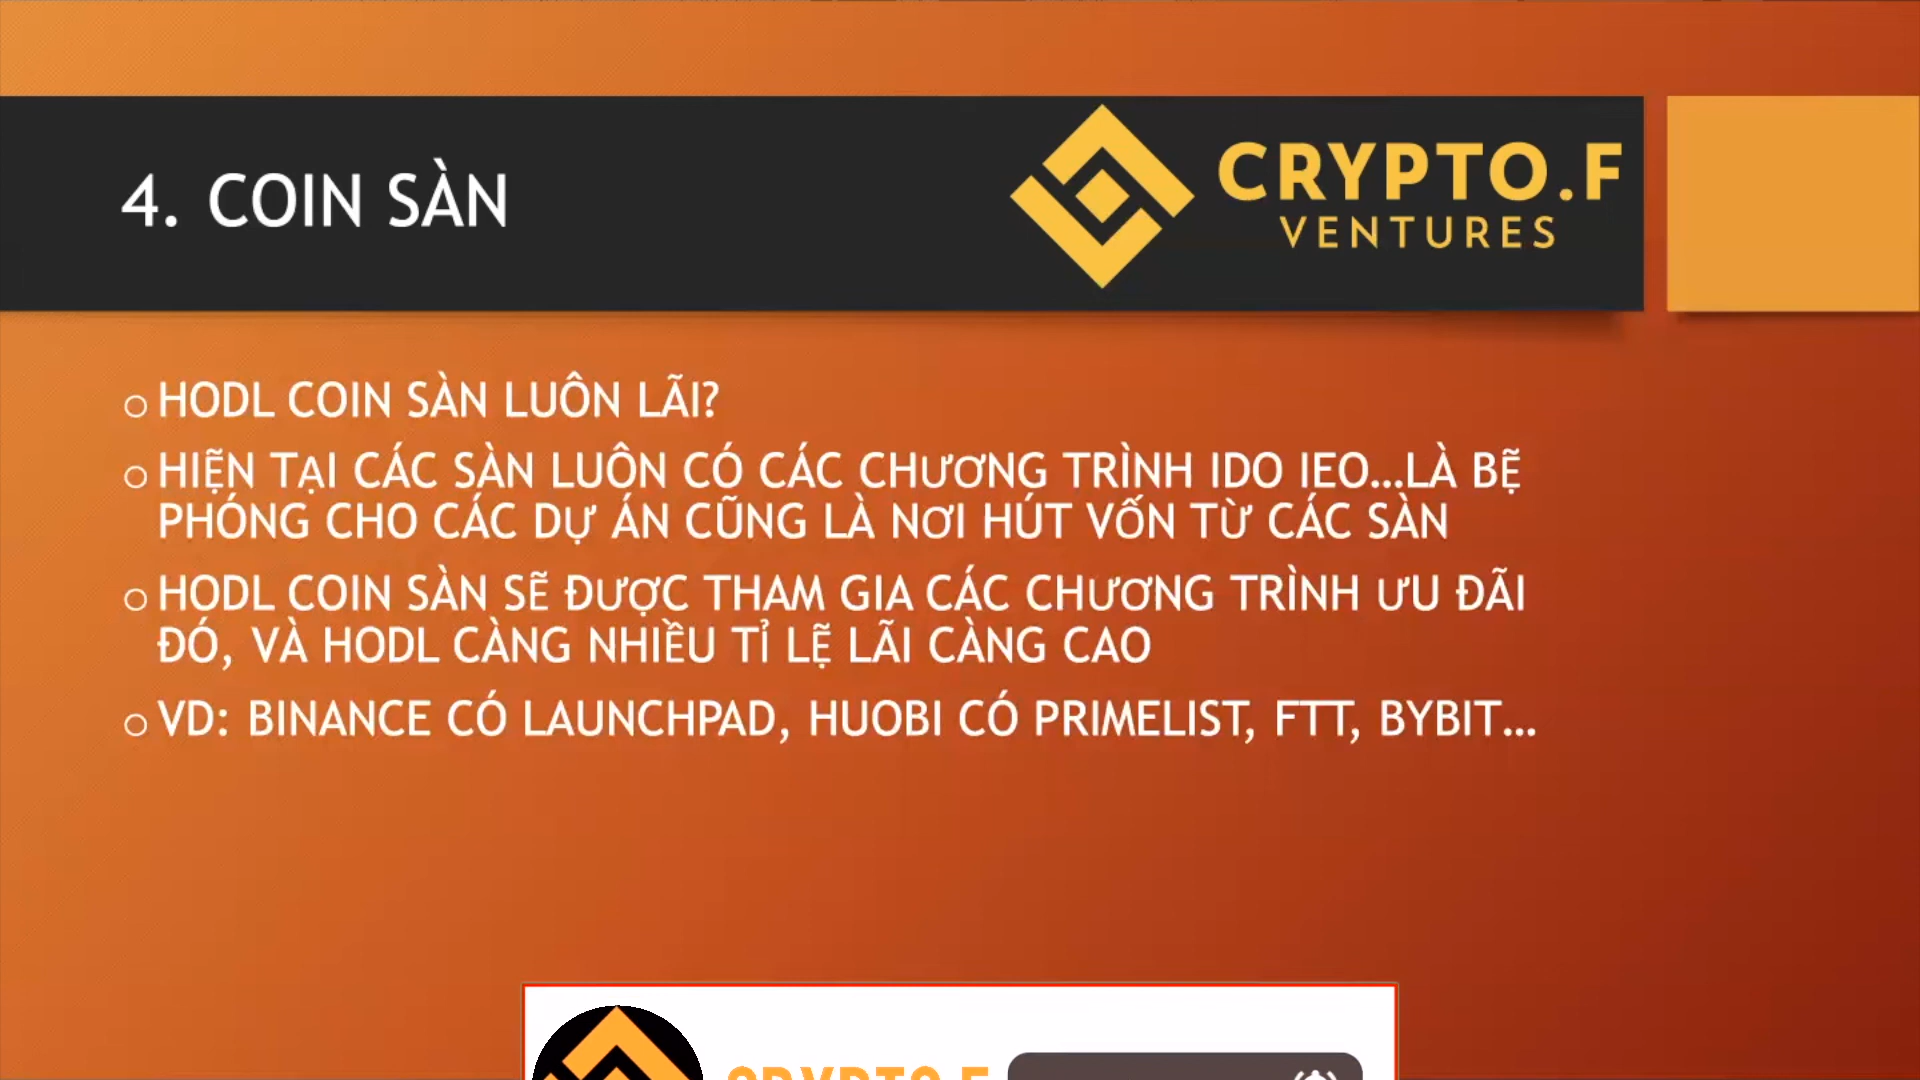 4. COIN SÀN
CRYPTO.F
VENTURES
HODL COIN SÀN LUÔN LÃI?
HIỆN TẠI CÁC SÀN LUÔN CÓ CÁC CHƯƠNG TRÌNH IDO IEO...LÀ BỆ
PHÓNG CHO CÁC DỰ ÁN CŨNG LÀ NƠI HÚT VỐN TỪ CÁC SÀN
HODL COIN SÀN SẼ ĐƯỢC THAM GIA CÁC CHƯƠNG TRÌNH ƯU ĐÃI
ĐÓ, VÀ HODL CÀNG NHIỀU TỈ LỆ LÃI CÀNG CAO
VD: BINANCE CÓ LAUNCHPAD, HUOBI CÓ PRIMELIST, FTT, BYBIT...
CRYPTO.F